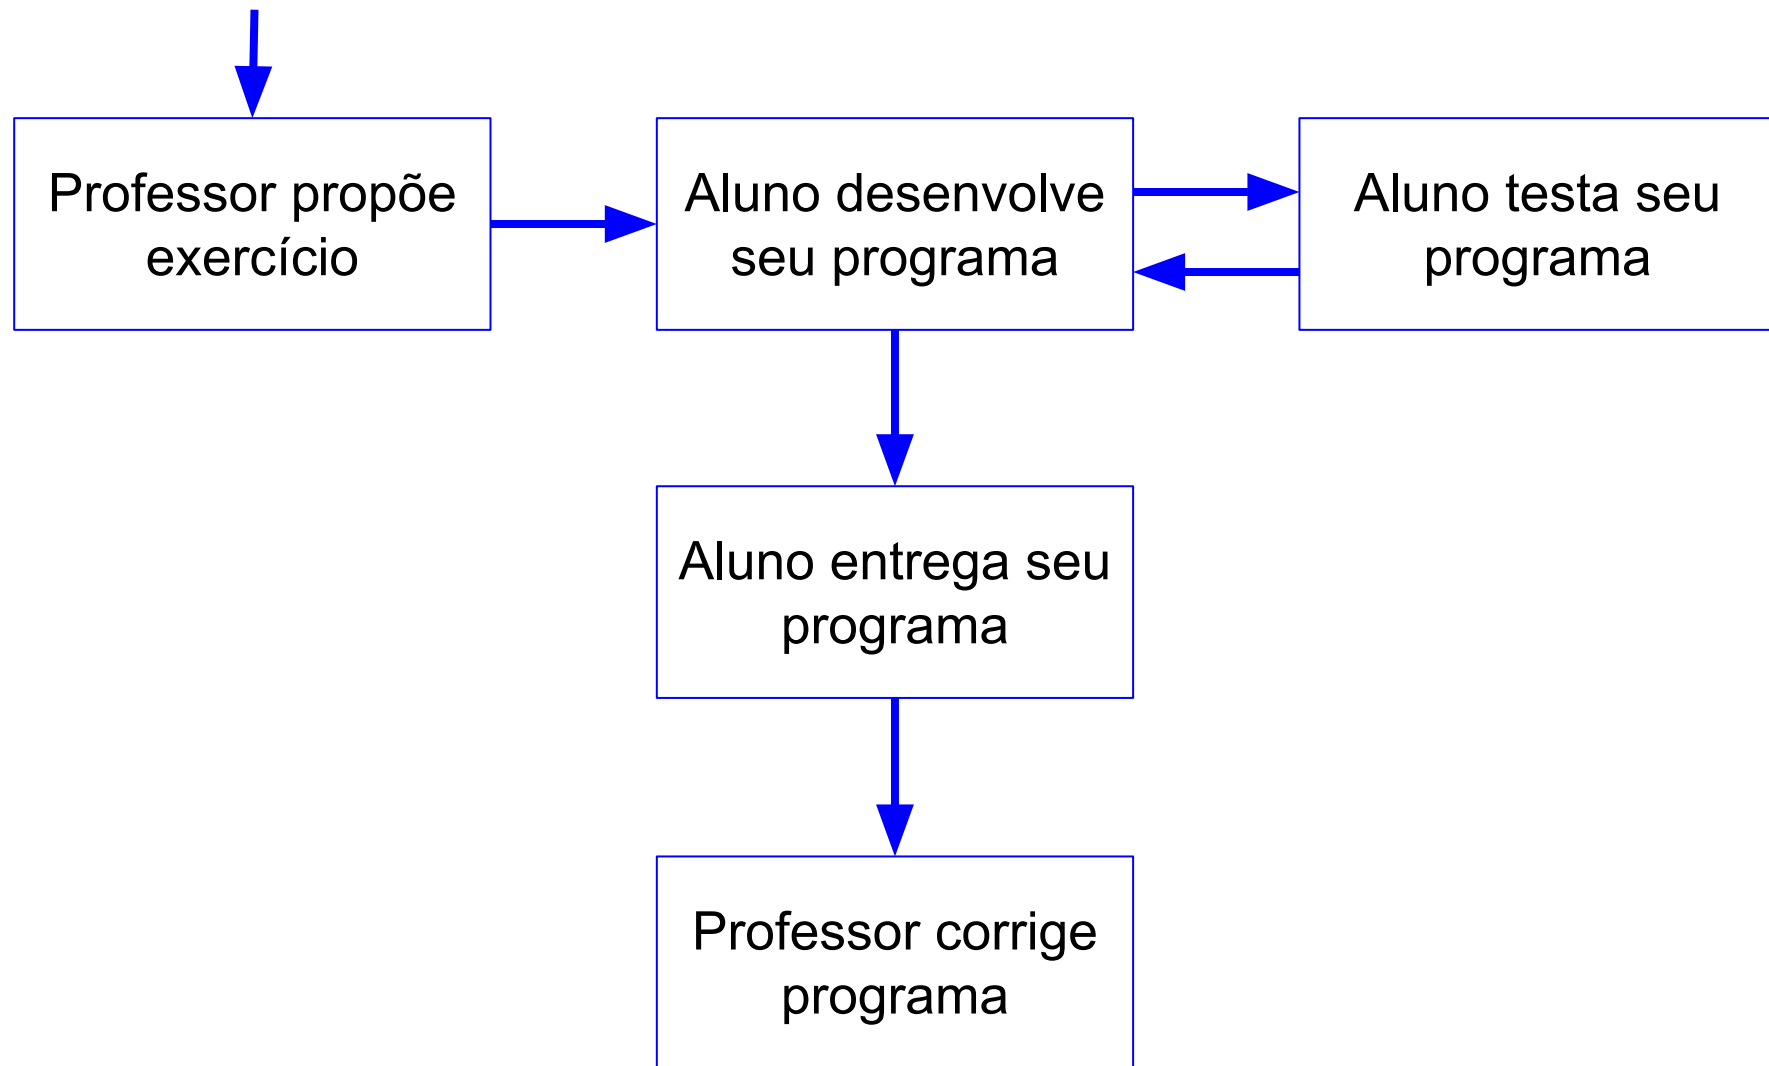 Professor propõe
exercício
Aluno desenvolve
seu programa
Aluno testa seu
programa
Aluno entrega seu
programa
Professor corrige
programa